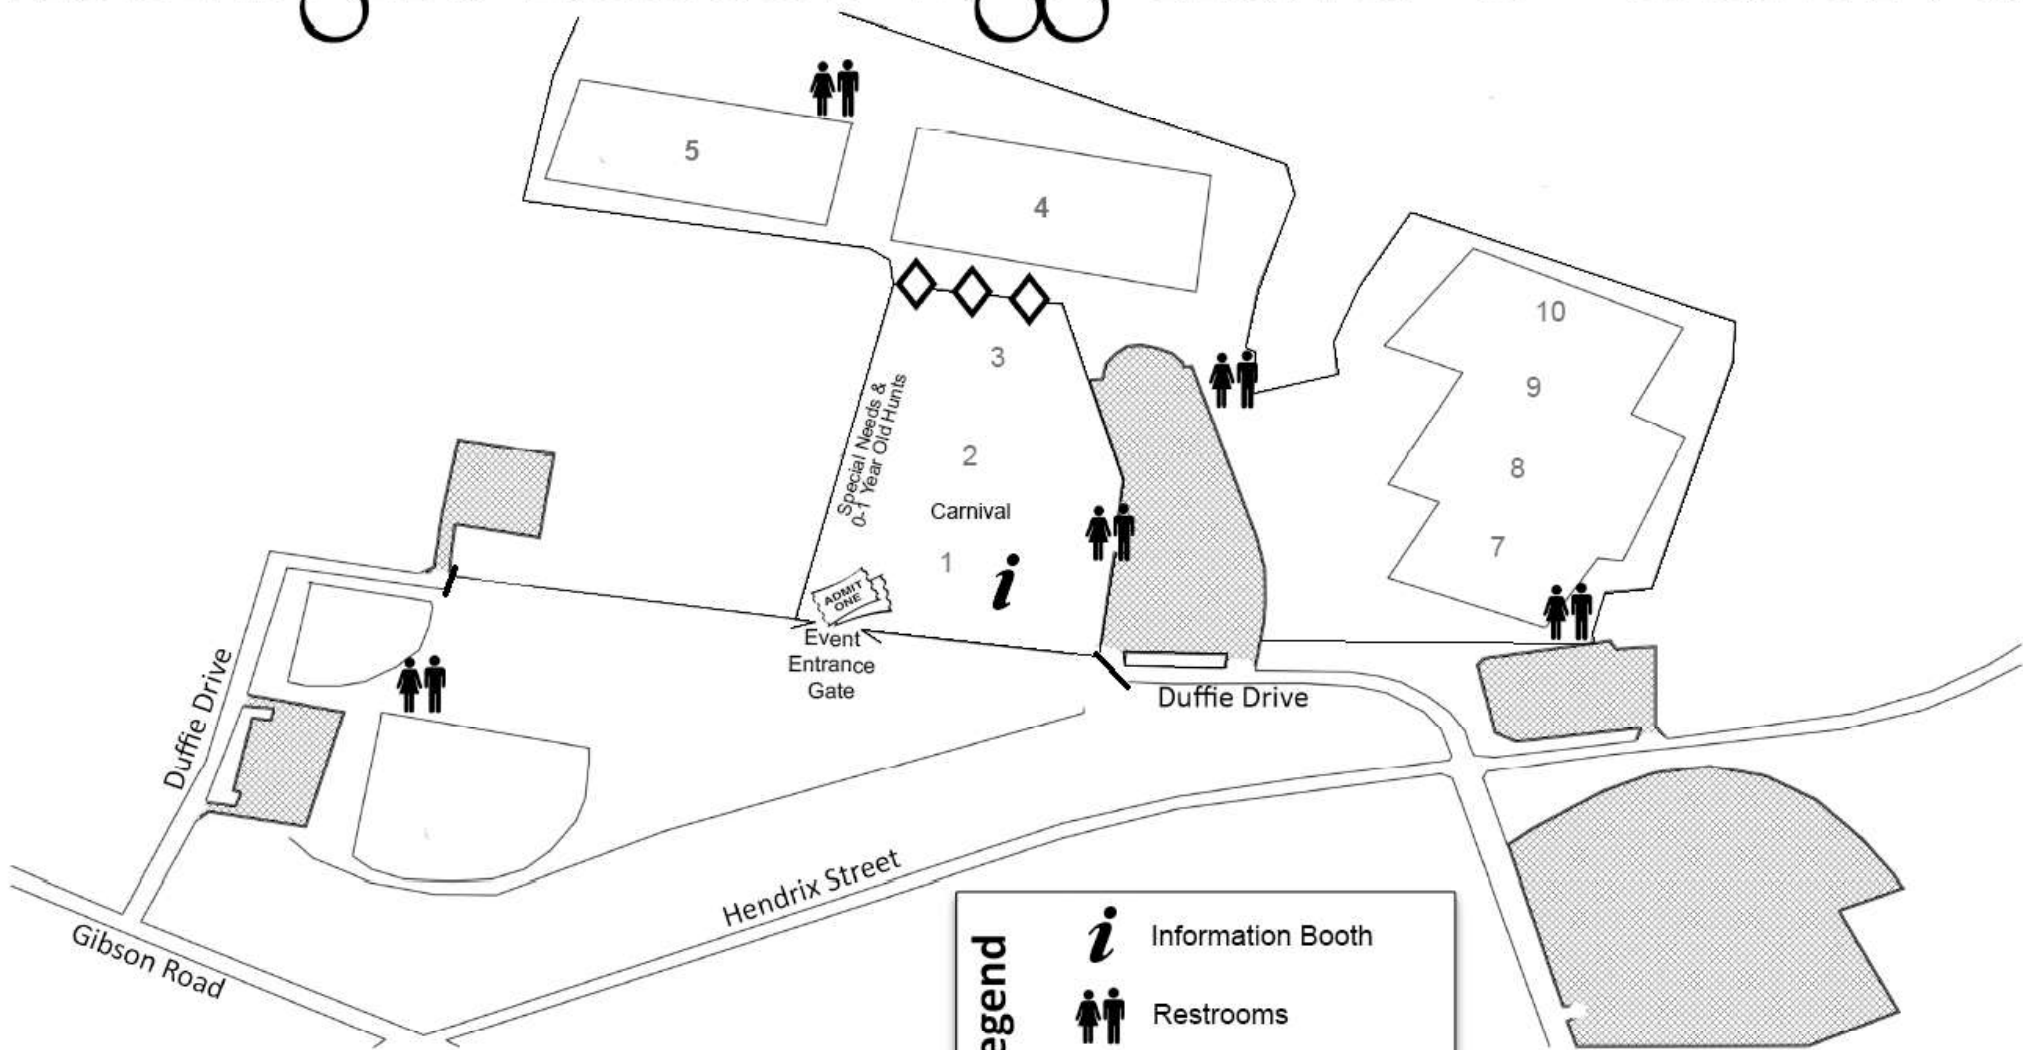 5
4
10
3
9
Special Needs &
0-1 Year Old Hunts
2
8
Carnival
7
1
ADMIT
ONE
Event
Entrance
Gate
Duffie Drive
Duffie Drive
Hendrix Street
Gibson Road
Information Booth
Restrooms